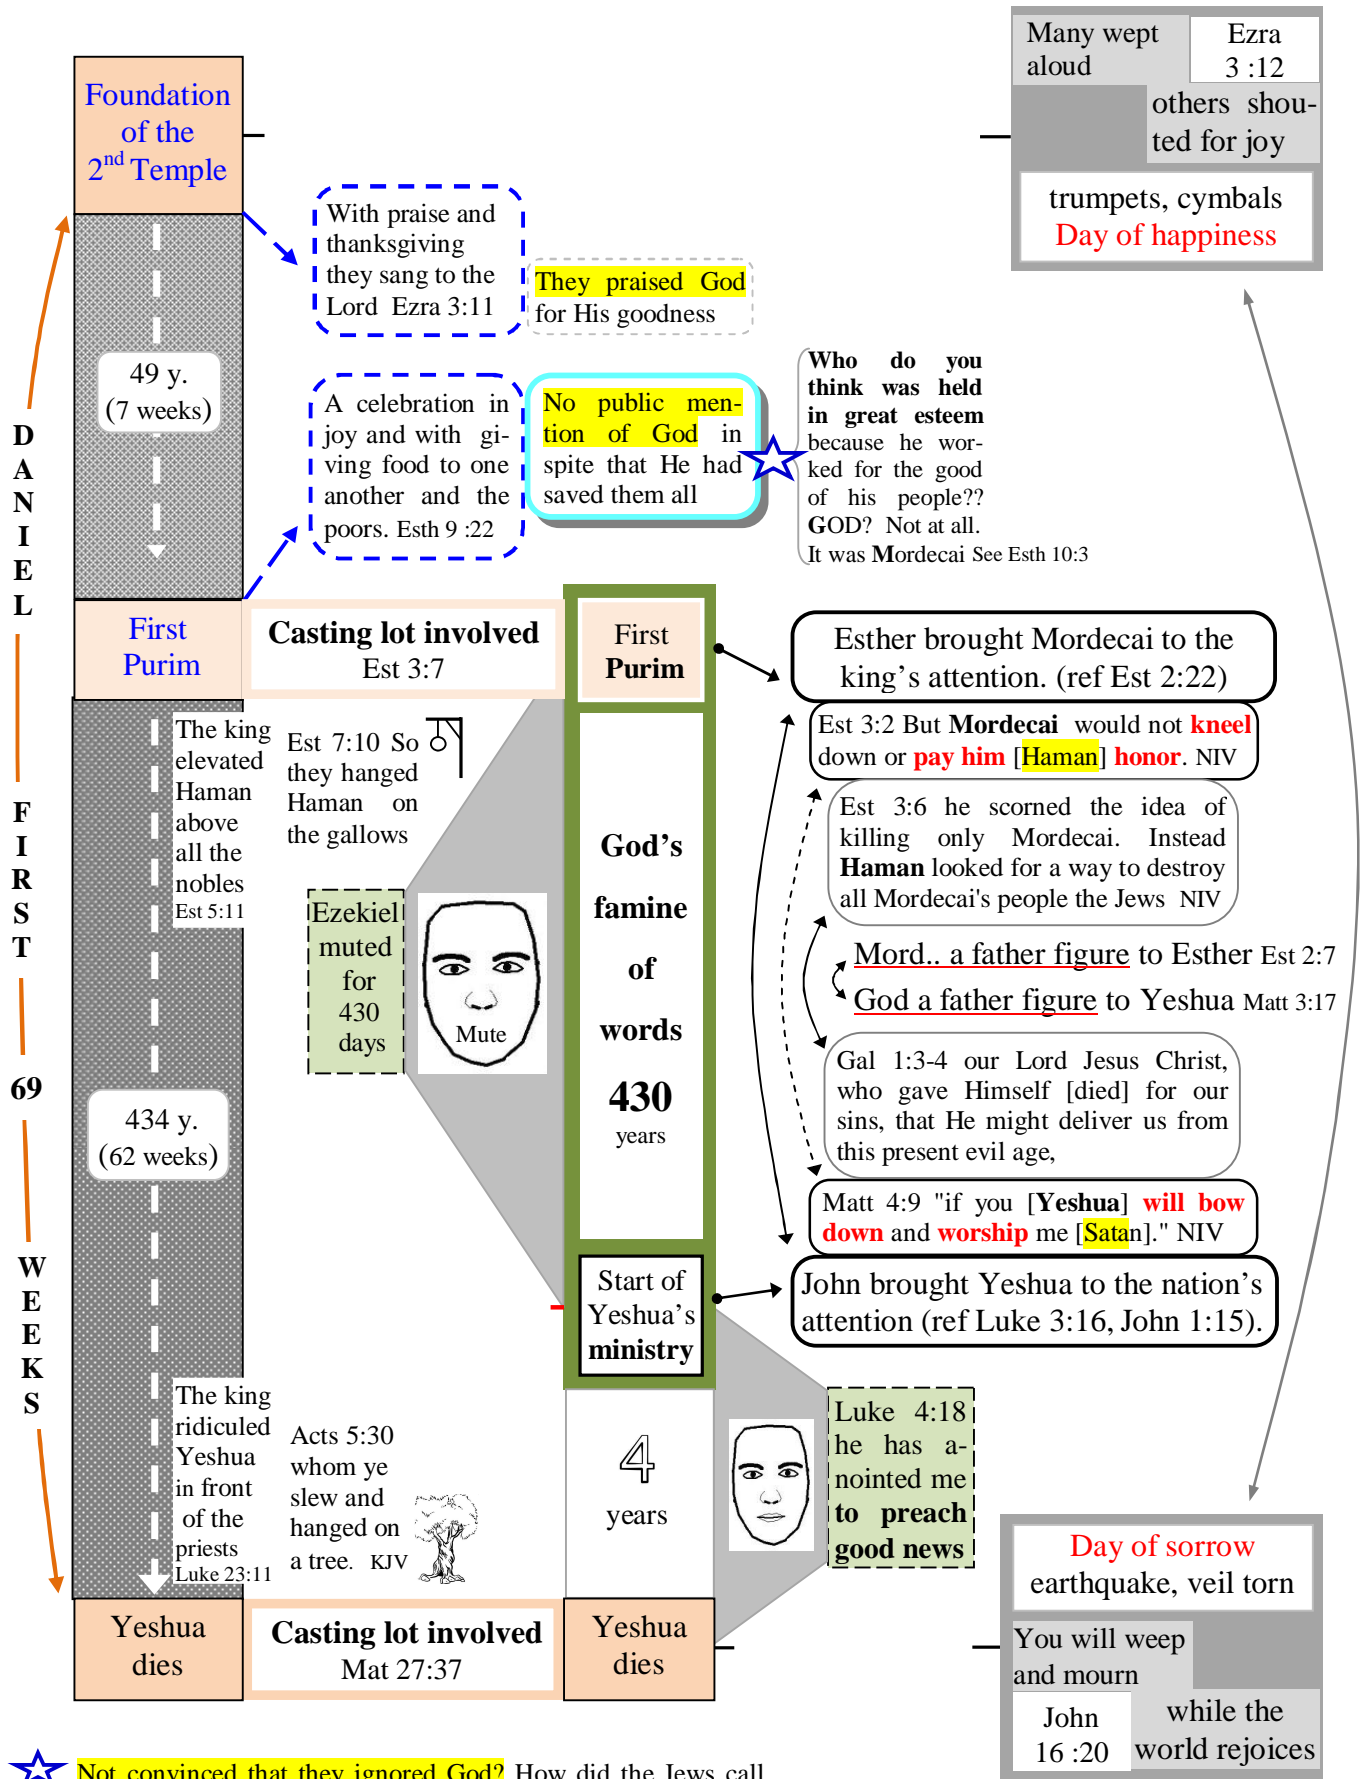 Many wept
aloud
Ezra
3 :12
others shou-
ted for joy
trumpets, cymbals
Day of happiness
Foundation
of the
2nd Temple
With praise and
thanksgiving
they sang to the
Lord Ezra 3:11
They praised God
for His goodness
49 y.
(7 weeks)
A celebration in
joy and with gi-
ving food to one
another and the
poors. Esth 9 :22
No public men-
tion of God in
spite that He had
saved them all
Who do you
think was held
in great esteem
because he wor-
ked for the good
of his people??
GOD? Not at all.
It was Mordecai See Esth 10:3
DANIEL FIRST 69 WEEKS
First
Purim
Casting lot involved
Est 3:7
First
Purim
Esther brought Mordecai to the
king's attention. (ref Est 2:22)
The king
elevated
Haman
above
all the
nobles
Est 5:11
Est 7:10 So
they hanged
Haman on
the gallows
Est 3:2 But Mordecai would not kneel
down or pay him [Haman] honor. NIV
Est 3:6 he scorned the idea of
killing only Mordecai. Instead
Haman looked for a way to destroy
all Mordecai's people the Jews NIV
God's
famine
of
words
430
years
Ezekiel
muted
for
430
days
Mute
Mord.. a father figure to Esther Est 2:7
God a father figure to Yeshua Matt 3:17
Gal 1:3-4 our Lord Jesus Christ,
who gave Himself [died] for our
sins, that He might deliver us from
this present evil age,
434 y.
(62 weeks)
Matt 4:9 "if you [Yeshua] will bow
down and worship me [Satan]." NIV
Start of
Yeshua's
ministry
John brought Yeshua to the nation's
attention (ref Luke 3:16, John 1:15).
The king
ridiculed
Yeshua
in front
of the
priests
Luke 23:11
Acts 5:30
whom ye
slew and
hanged on
a tree. KJV
4
years
Luke 4:18
he has a-
nointed me
to preach
good news
Day of sorrow
earthquake, veil torn
You will weep
and mourn
John
16 :20
while the
world rejoices
Yeshua
dies
Casting lot involved
Mat 27:37
Yeshua
dies
Not convinced that they ignored God? How did the Jews call